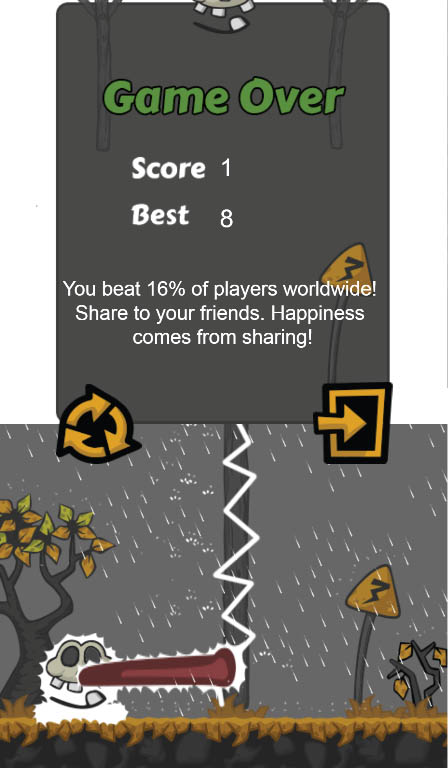 Game Over
Score 1
Best 8
You beat 16% of players worldwide!
Share to your friends. Happiness
comes from sharing!